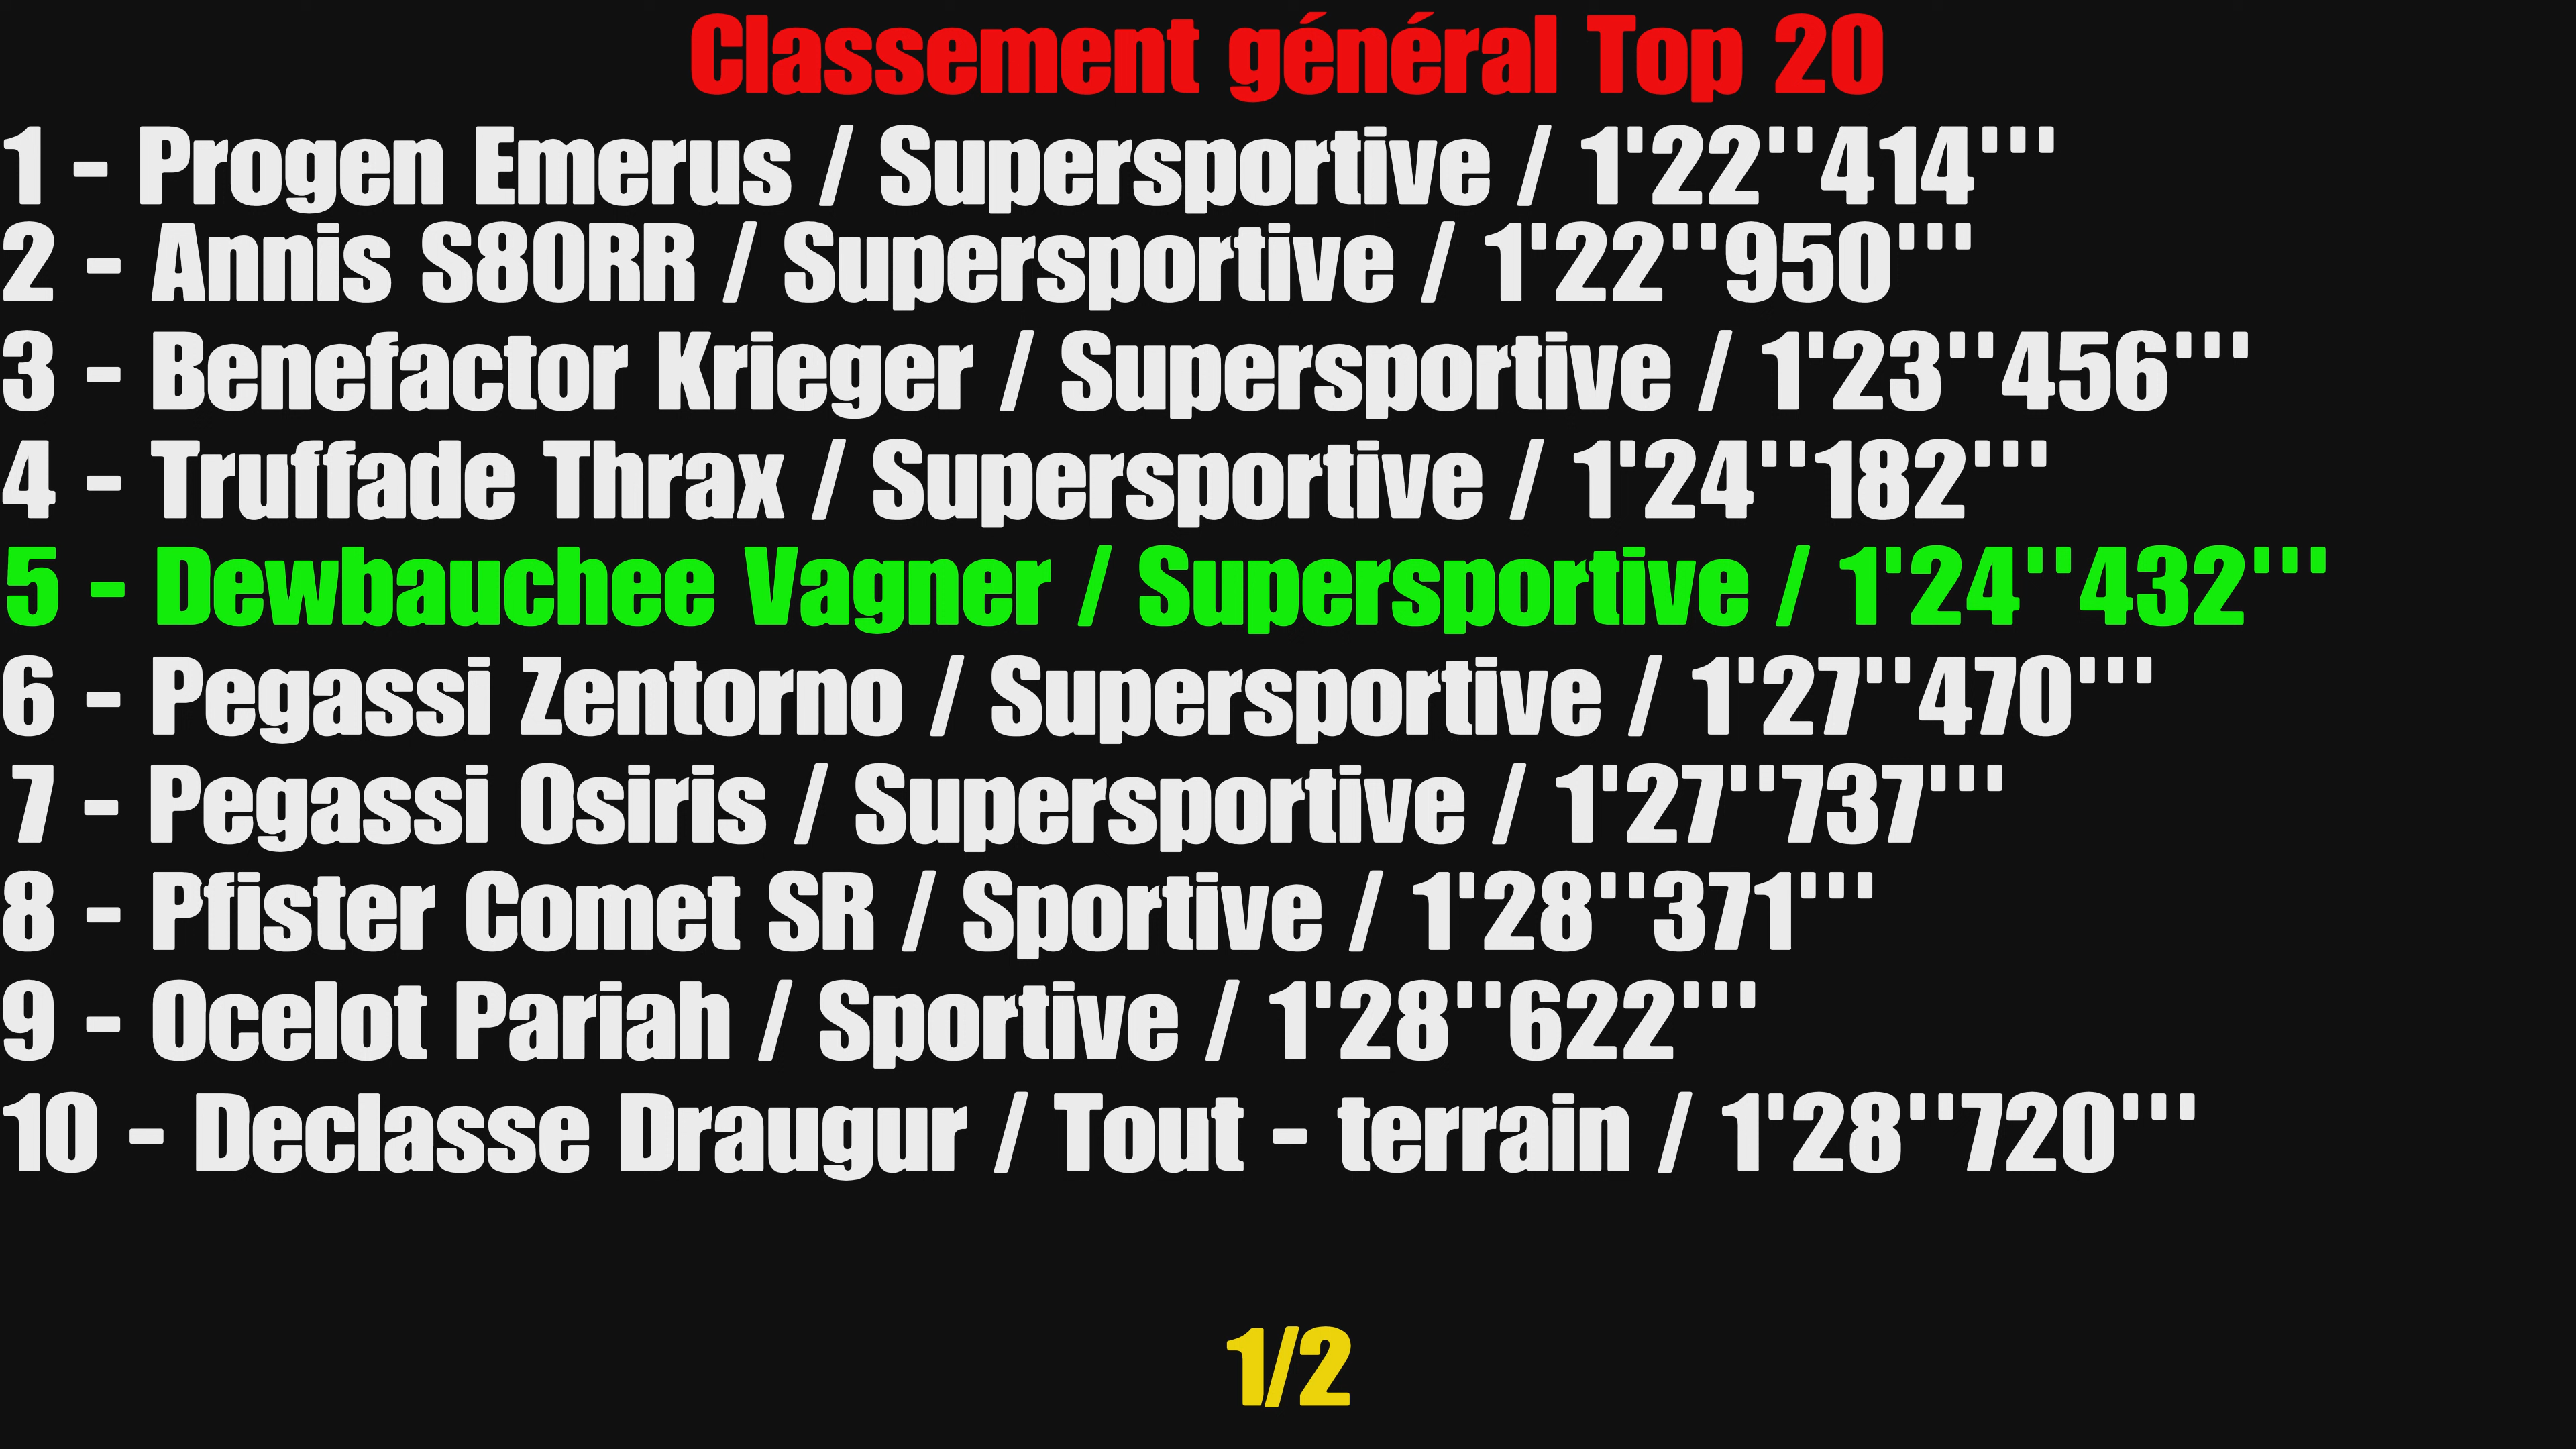 Classement général Top 20
1 - Progen Emerus / Supersportive / 1'22''414'''
2 - Annis S80RR / Supersportive / 1'22''950'''
3 - Benefactor Krieger / Supersportive / 1'23''456'''
4 - Truffade Thrax / Supersportive / 1'24''182'''
5 - Dewbauchee Vagner / Supersportive / 1'24''432'''
6 - Pegassi Zentorno / Supersportive / 1'27''470'''
7 - Pegassi Osiris / Supersportive / 1'27''737'''
8 - Pfister Comet SR / Sportive / 1'28''371'''
9 - Ocelot Pariah / Sportive / 1'28''622'''
10 - Declasse Draugur / Tout - terrain / 1'28''720'''
1/2